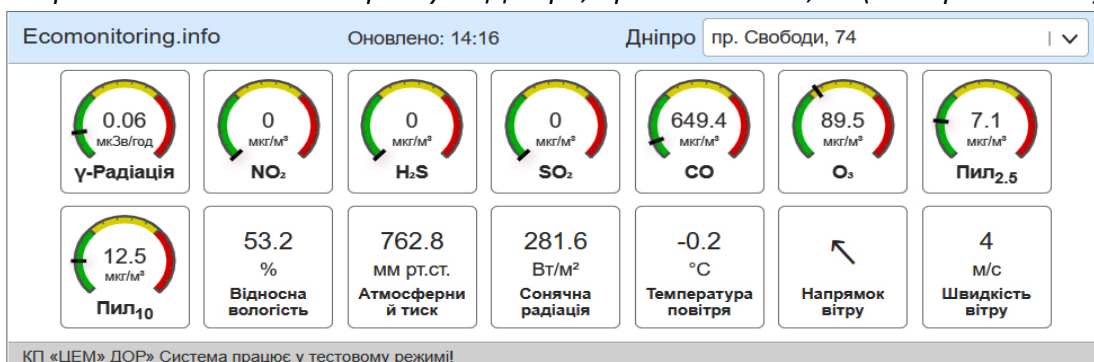 Ecomonitoring.info Оновлено: 14:16 Дніпро пр. Свободи, 74
0.06 0 0 0 649.4 89.5 7.1
мкЗв/год мкг/м³ мкг/м³ мкг/м³ мкг/м³ мкг/м³ мкг/м³
γ-Радіація NO₂ H₂S SO₂ CO O₃ Пил2.5
12.5 53.2 762.8 281.6 -0.2 4
мкг/м³ % мм рт.ст. Вт/м² °C м/с
Пил10 Відносна Атмосферни Сонячна Температура Напрямок Швидкість
вологість й тиск радіація повітря вітру вітру
КП «ЦЕМ» ДОР» Система працює у тестовому режимі!